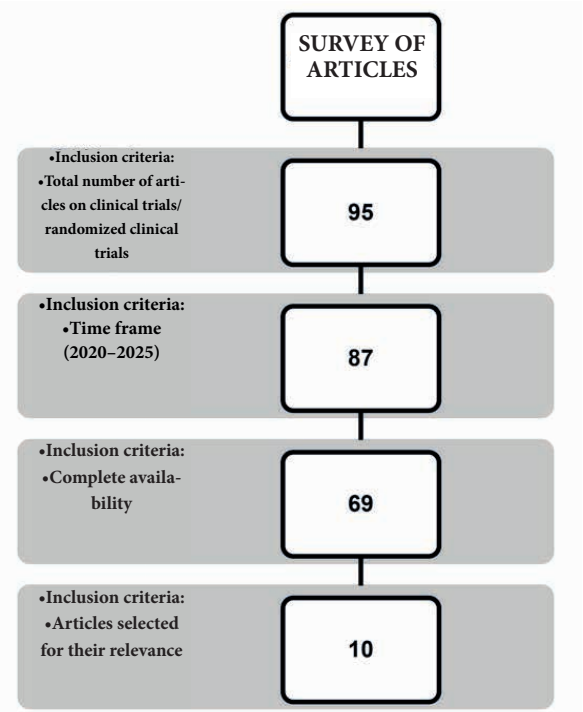 SURVEY OF
ARTICLES
•Inclusion criteria:
•Total number of arti-
cles on clinical trials/
randomized clinical
trials
95
•Inclusion criteria:
•Time frame
(2020–2025)
87
•Inclusion criteria:
•Complete availa-
bility
69
•Inclusion criteria:
•Articles selected
for their relevance
10